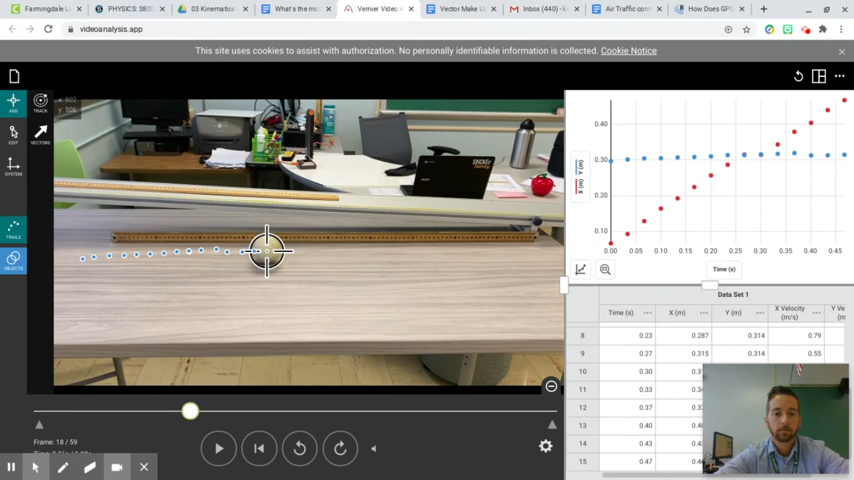 Farmingdale L
PHYSICS: 380
03 Kinematics
What's the mo
Vernier Video A
Vector Make U
Inbox (440) - k
Air Traffic con
How Does GPS
videoanalysis.app
This site uses cookies to assist with authorization. No personally identifiable information is collected. Cookie Notice
x: 802
y: 506
ADD
TRACK
EDIT
VECTORS
SYSTEM
TRAILS
OBJECTS
Frame: 18 / 59
Y (m)
X (m)
0.40
0.30
0.20
0.10
0.00 0.05 0.10 0.15 0.20 0.25 0.30 0.35 0.40 0.45
Time (s)
Data Set 1
Time (s) X (m) Y (m) X Velocity (m/s) Y Ve (m
8 0.23 0.287 0.314 0.79
9 0.27 0.315 0.314 0.55
10 0.30
11 0.33
12 0.37
13 0.40
14 0.43
15 0.47